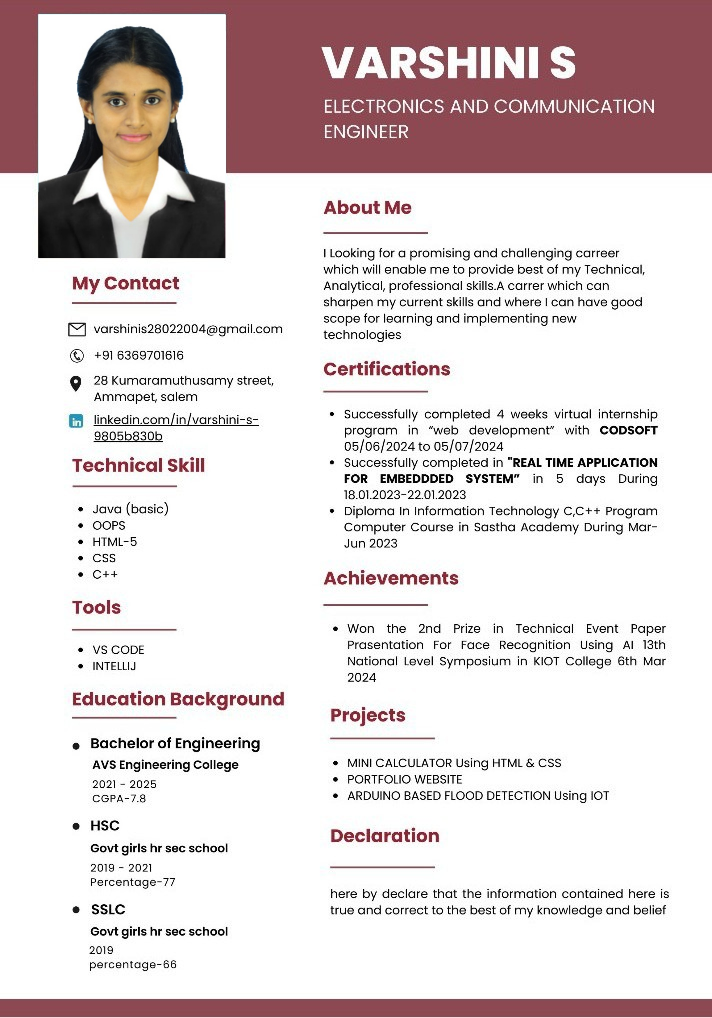 VARSHINI S
ELECTRONICS AND COMMUNICATION
ENGINEER
My Contact
varshinis28022004@gmail.com
+91 6369701616
28 Kumaramuthusamy street,
Ammapet, salem
in
linkedin.com/in/varshini-s-
9805b830b
Technical Skill
Java (basic)
OOPS
HTML-5
CSS
C++
Tools
VS CODE
INTELLIJ
Education Background
Bachelor of Engineering
AVS Engineering College
2021 - 2025
CGPA-7.8
HSC
Govt girls hr sec school
2019 - 2021
Percentage-77
SSLC
Govt girls hr sec school
2019
percentage-66
About Me
I Looking for a promising and challenging carreer
which will enable me to provide best of my Technical,
Analytical, professional skills.A carrer which can
sharpen my current skills and where I can have good
scope for learning and implementing new
technologies
Certifications
Successfully completed 4 weeks virtual internship
program in “web development” with CODSOFT
05/06/2024 to 05/07/2024
Successfully completed in "REAL TIME APPLICATION
FOR EMBEDDDED SYSTEM” in 5 days During
18.01.2023-22.01.2023
Diploma In Information Technology C,C++ Program
Computer Course in Sastha Academy During Mar-
Jun 2023
Achievements
Won the 2nd Prize in Technical Event Paper
Prasentation For Face Recognition Using AI 13th
National Level Symposium in KIOT College 6th Mar
2024
Projects
MINI CALCULATOR Using HTML & CSS
PORTFOLIO WEBSITE
ARDUINO BASED FLOOD DETECTION Using IOT
Declaration
here by declare that the information contained here is
true and correct to the best of my knowledge and belief